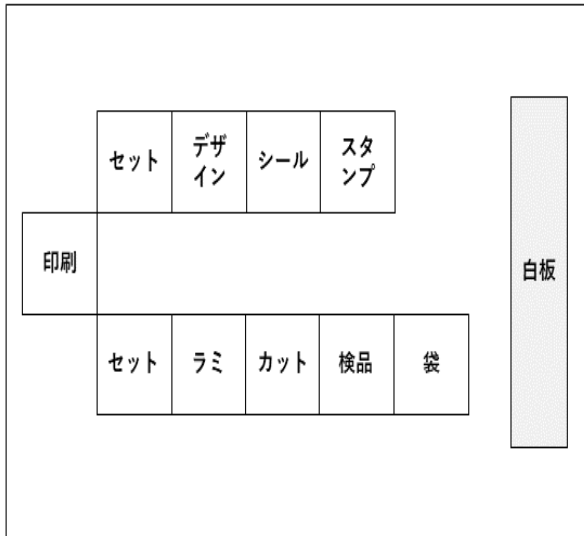 セット
デザ
イン
シール
スタ
ンプ
印刷
白板
セット
ラミ
カット
検品
袋